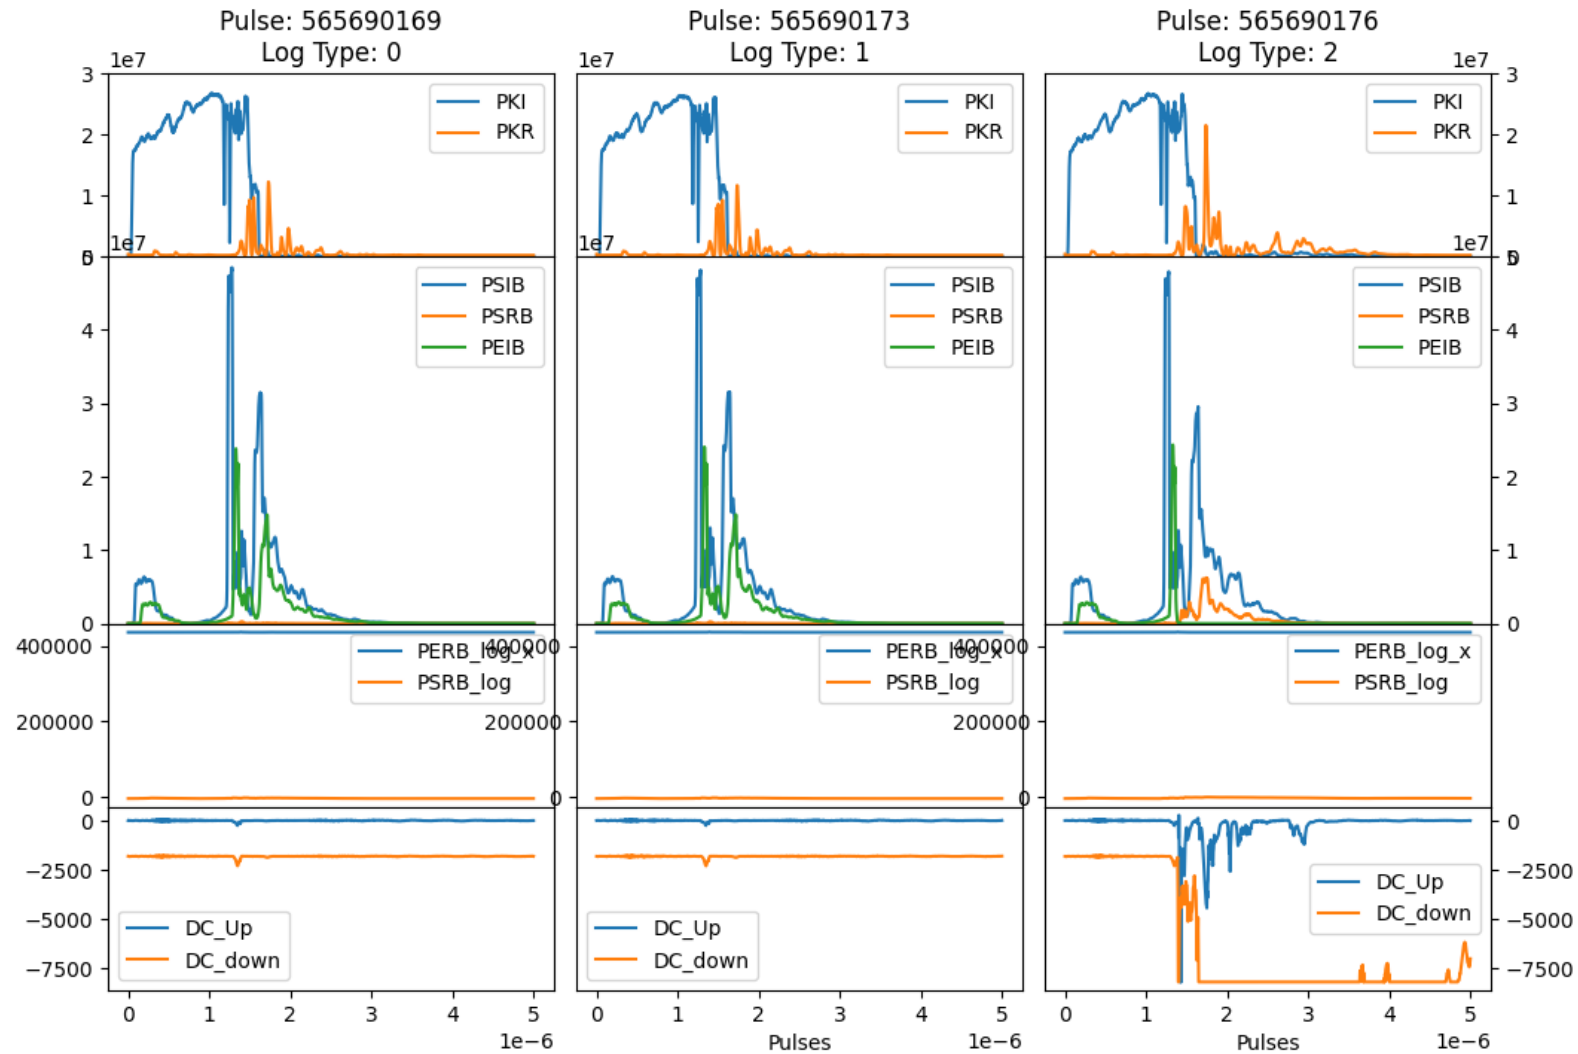 Pulse: 565690169
Log Type: 0
Pulse: 565690173
Log Type: 1
Pulse: 565690176
Log Type: 2
1e7
1e7
1e7
3
2
1
0
PKI
PKR
PKI
PKR
PKI
PKR
3
2
1
0
1e7
1e7
1e7
5
4
3
2
1
0
PSIB
PSRB
PEIB
PSIB
PSRB
PEIB
PSIB
PSRB
PEIB
5
4
3
2
1
0
400000
200000
0
PERB_log_x
PSRB_log
400000
200000
0
PERB_log_x
PSRB_log
400000
200000
0
PERB_log_x
PSRB_log
0
−2500
−5000
−7500
DC_Up
DC_down
DC_Up
DC_down
DC_Up
DC_down
0
−2500
−5000
−7500
0 1 2 3 4 5
1e−6
0 1 2 3 4 5
Pulses
1e−6
0 1 2 3 4 5
Pulses
1e−6